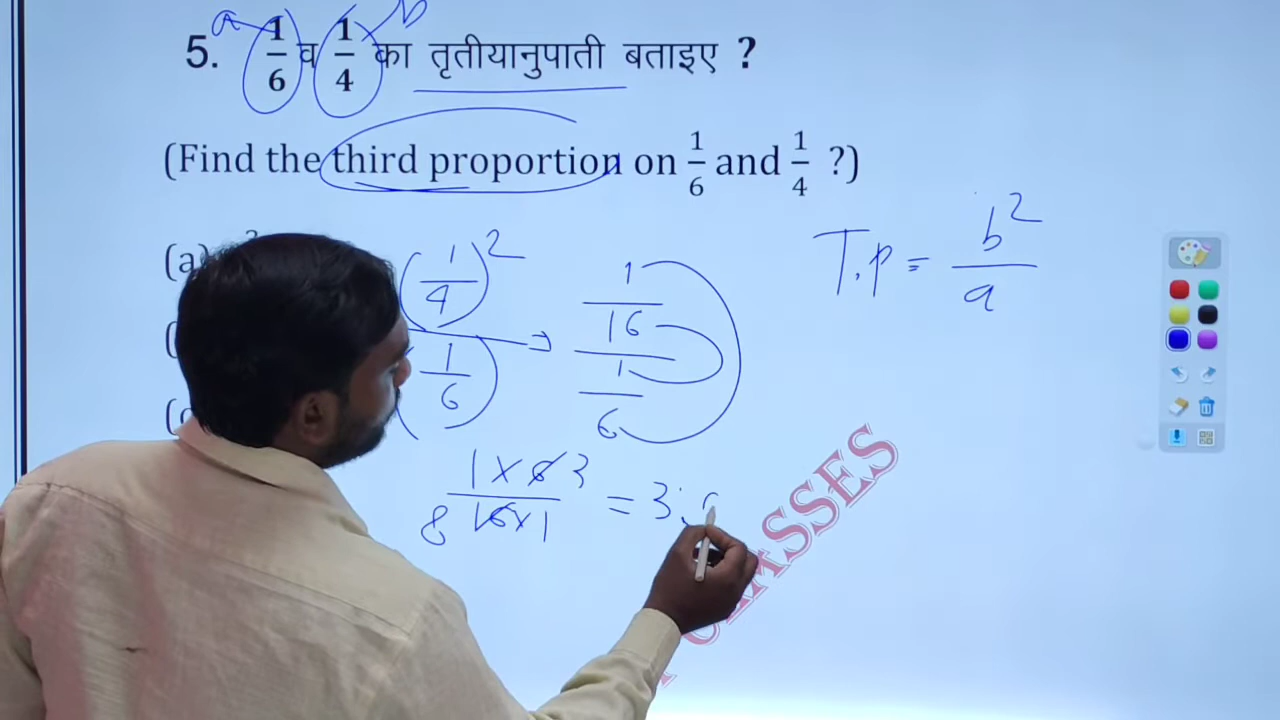 a b
5. 1/6 व 1/4 का तृतीयानुपाती बताइए ?
(Find the third proportion on 1/6 and 1/4 ?)
T.p = b²/a
(a)
(1/4)²/(1/6) ⇒ (1/16)/(1/6)
(
(
1 × 6 3 / 8 16 × 1 = 3:
CLASSES